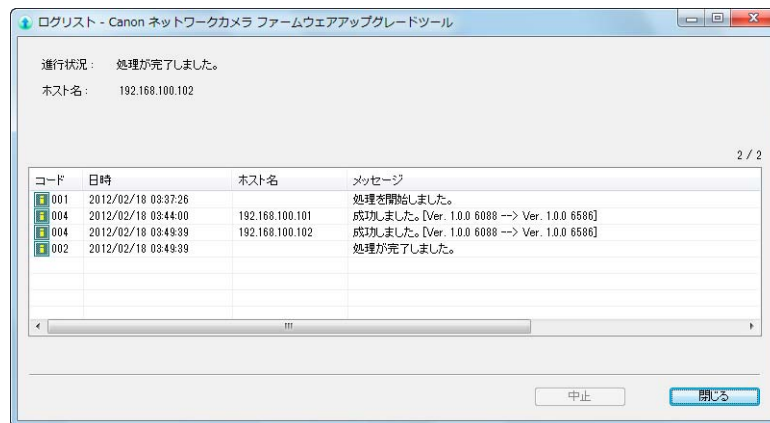 ログリスト - Canon ネットワークカメラ ファームウェアアップグレードツール
進行状況： 処理が完了しました。
ホスト名： 192.168.100.102
2 / 2
コード 日時 ホスト名 メッセージ
001 2012/02/18 03:37:26 処理を開始しました。
004 2012/02/18 03:44:00 192.168.100.101 成功しました。[Ver. 1.0.0 6088 --> Ver. 1.0.0 6586]
004 2012/02/18 03:49:39 192.168.100.102 成功しました。[Ver. 1.0.0 6088 --> Ver. 1.0.0 6586]
002 2012/02/18 03:49:39 処理が完了しました。
中止 閉じる